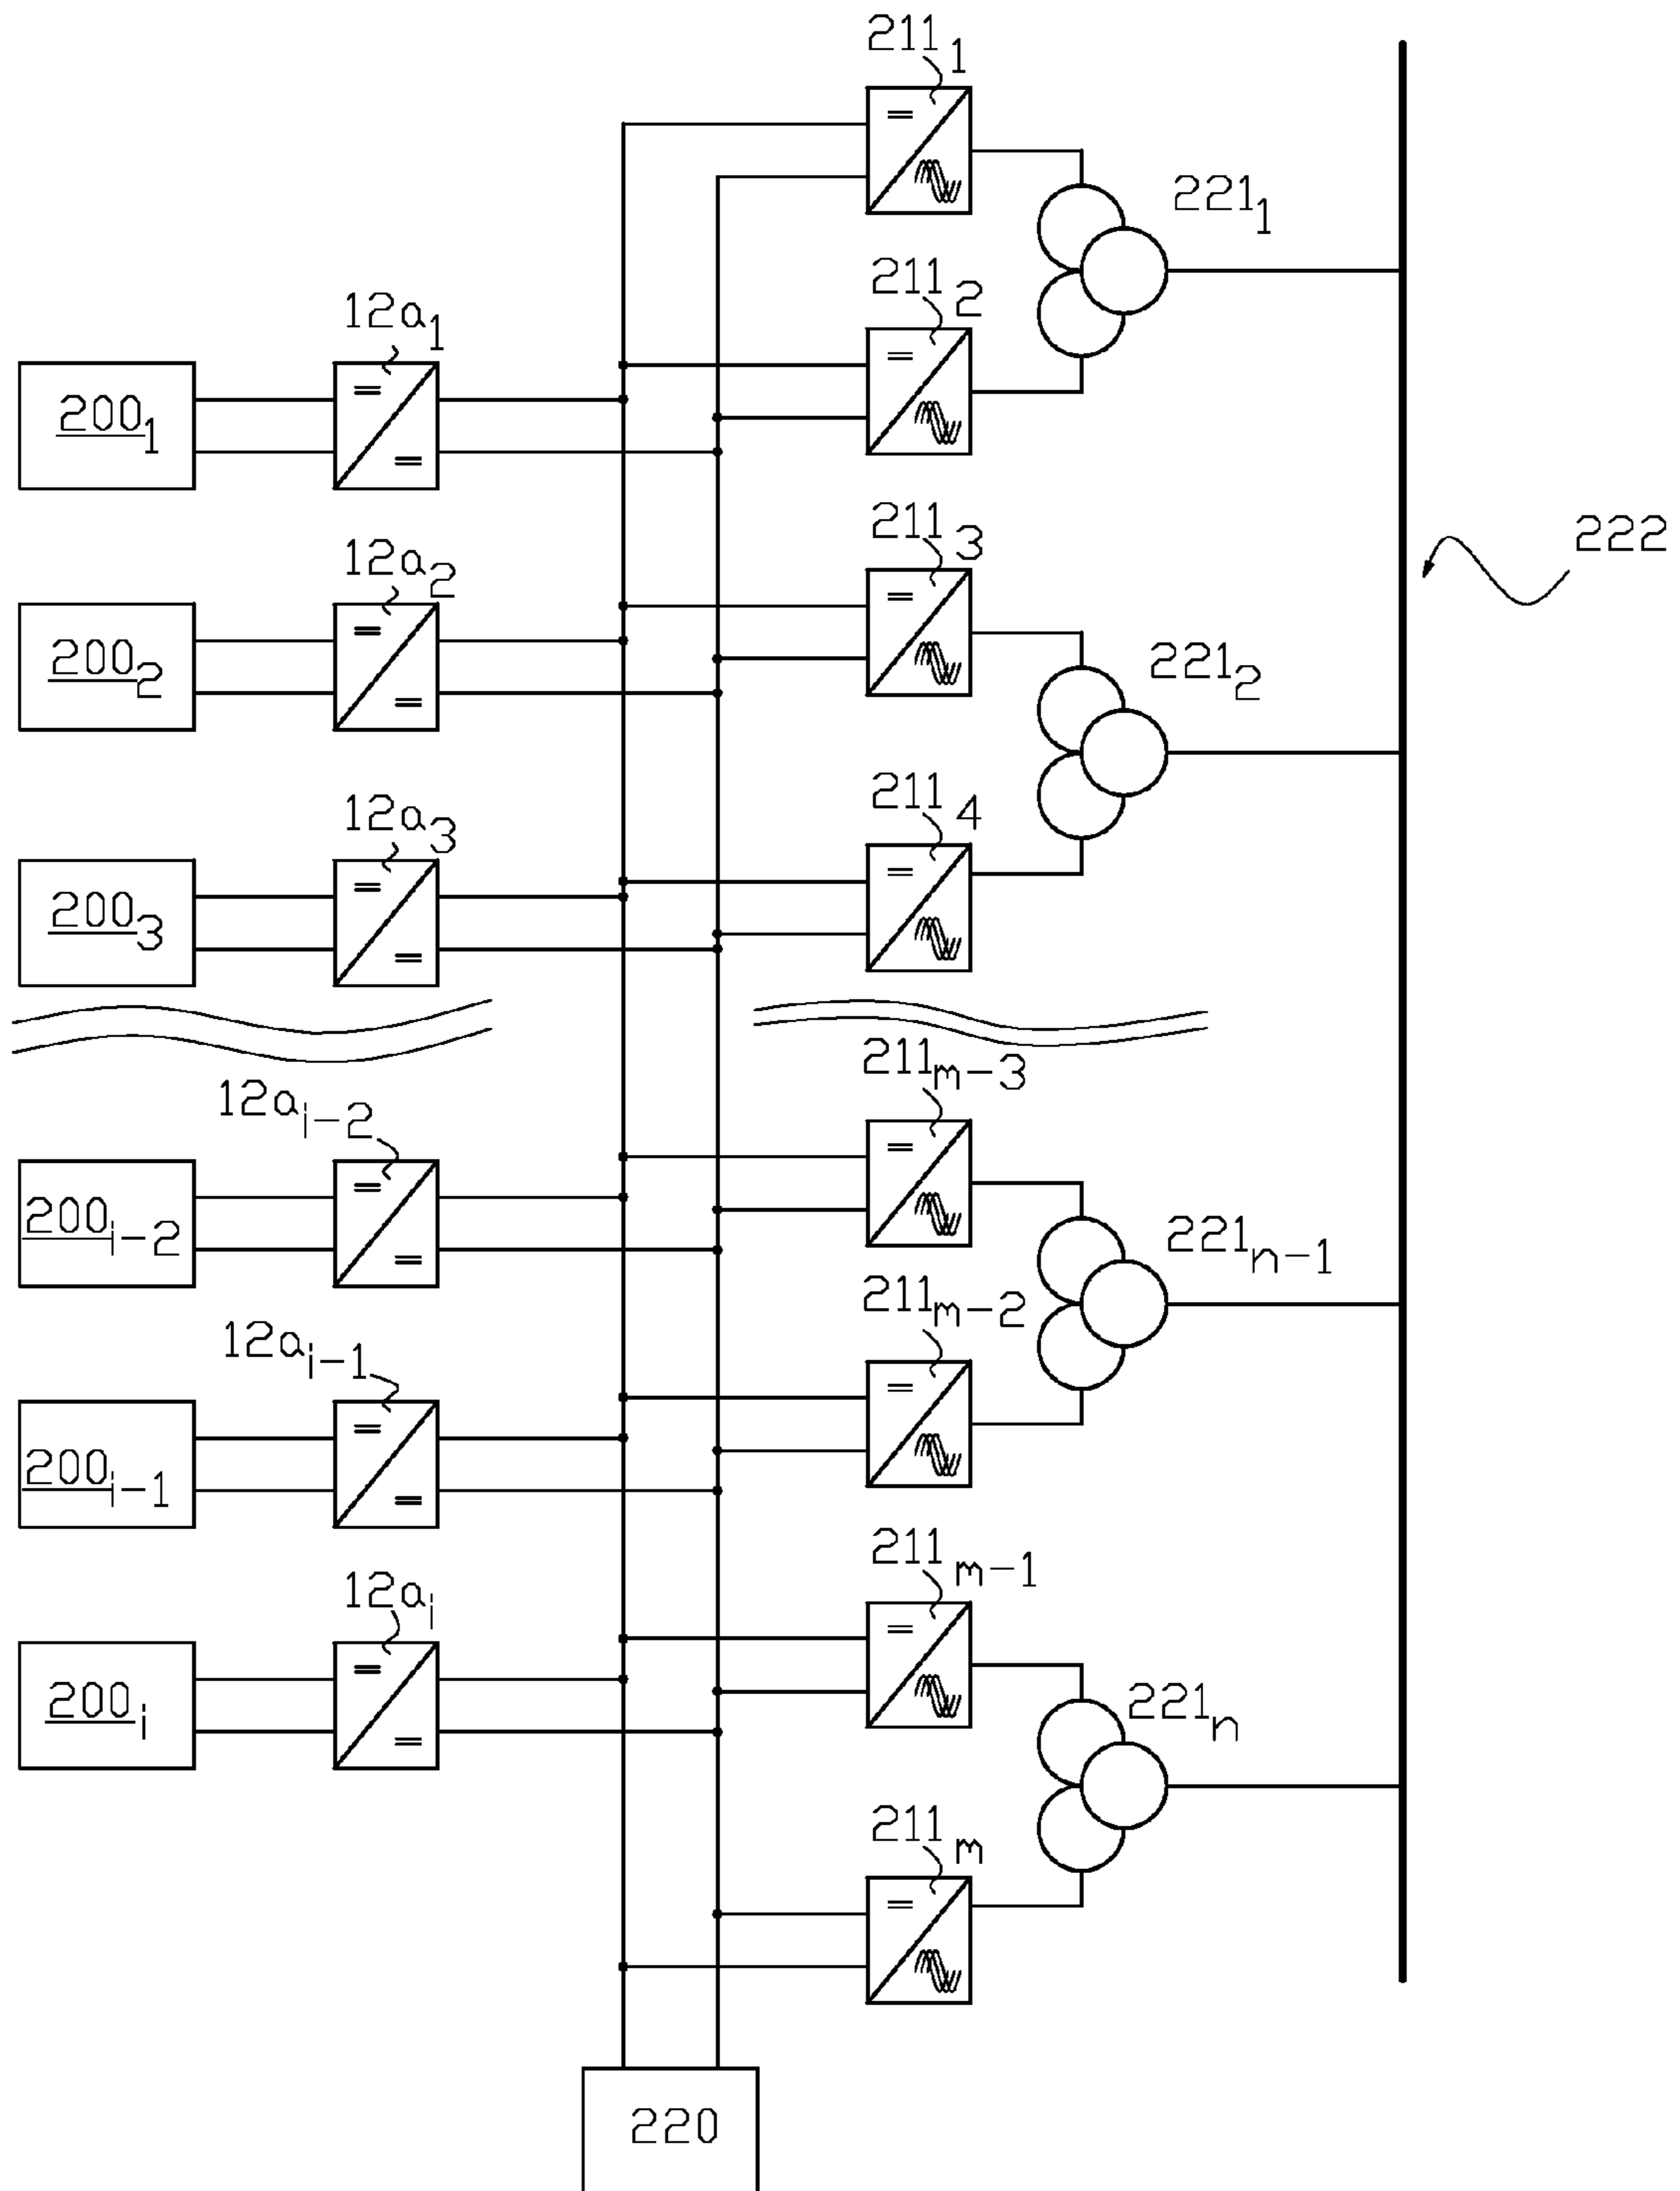 211₁
221₁
211₂
12a₁
200₁
211₃
222
12a₂
200₂
221₂
211₄
12a₃
200₃
211ₘ₋₃
12aᵢ₋₂
200ᵢ₋₂
221ₙ₋₁
211ₘ₋₂
12aᵢ₋₁
200ᵢ₋₁
211ₘ₋₁
12aᵢ
200ᵢ
221ₙ
211ₘ
220